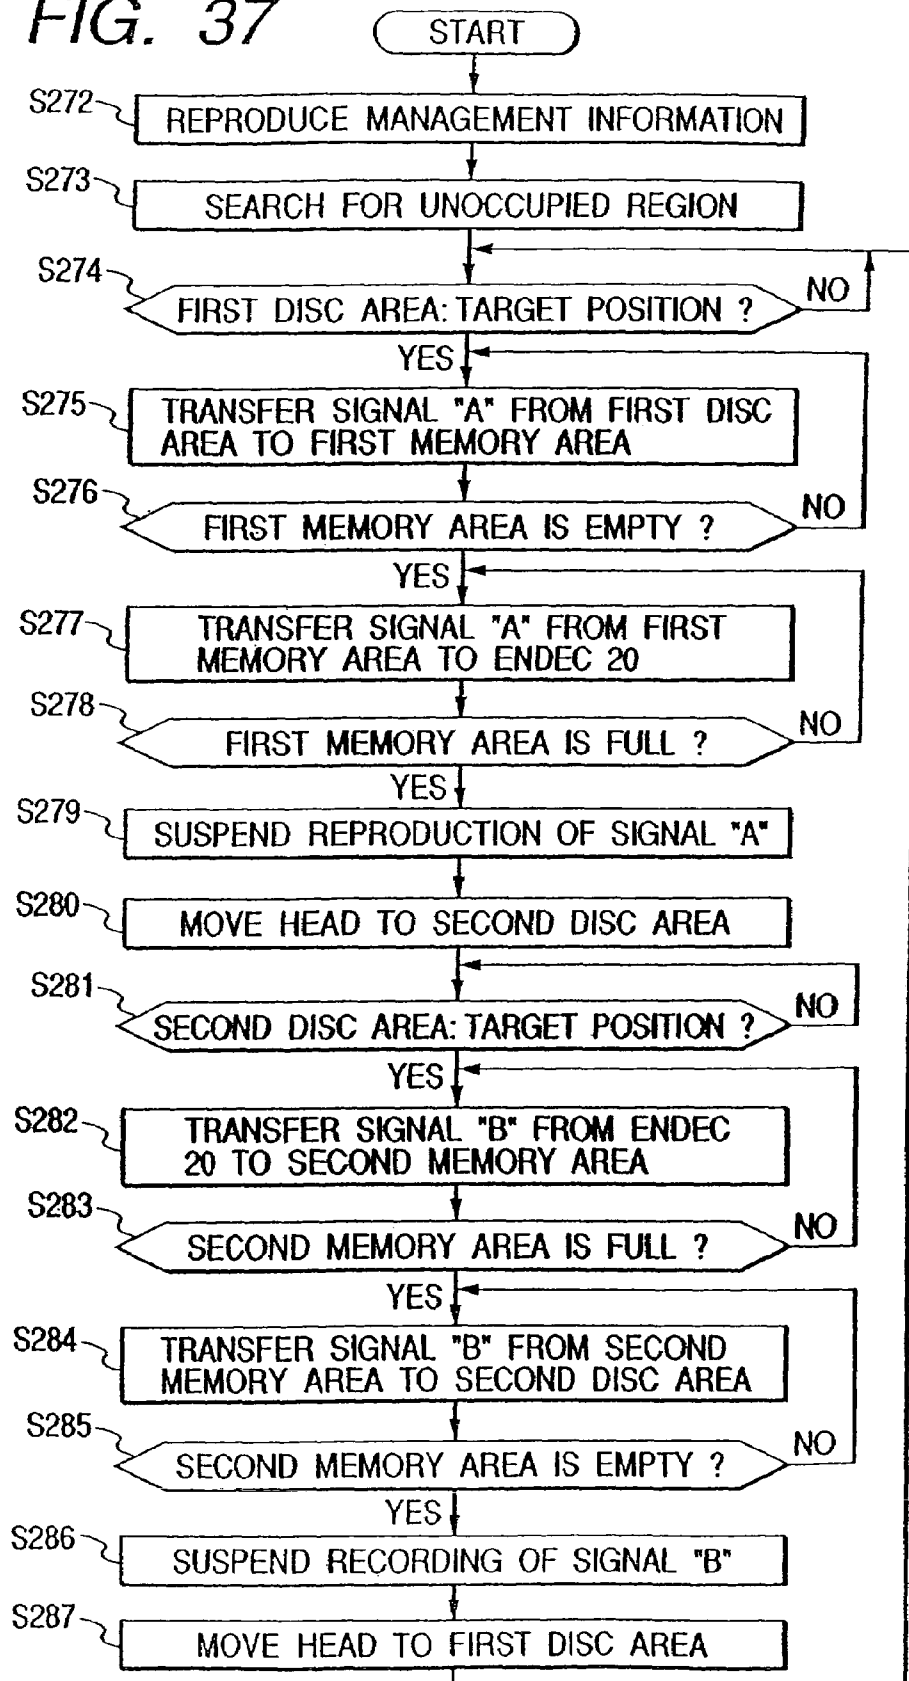 FIG. 37
START
S272
REPRODUCE MANAGEMENT INFORMATION
S273
SEARCH FOR UNOCCUPIED REGION
S274
FIRST DISC AREA: TARGET POSITION ?
NO
YES
S275
TRANSFER SIGNAL "A" FROM FIRST DISC
AREA TO FIRST MEMORY AREA
S276
FIRST MEMORY AREA IS EMPTY ?
NO
YES
S277
TRANSFER SIGNAL "A" FROM FIRST
MEMORY AREA TO ENDEC 20
S278
FIRST MEMORY AREA IS FULL ?
NO
YES
S279
SUSPEND REPRODUCTION OF SIGNAL "A"
S280
MOVE HEAD TO SECOND DISC AREA
S281
SECOND DISC AREA: TARGET POSITION ?
NO
YES
S282
TRANSFER SIGNAL "B" FROM ENDEC
20 TO SECOND MEMORY AREA
S283
SECOND MEMORY AREA IS FULL ?
NO
YES
S284
TRANSFER SIGNAL "B" FROM SECOND
MEMORY AREA TO SECOND DISC AREA
S285
SECOND MEMORY AREA IS EMPTY ?
NO
YES
S286
SUSPEND RECORDING OF SIGNAL "B"
S287
MOVE HEAD TO FIRST DISC AREA